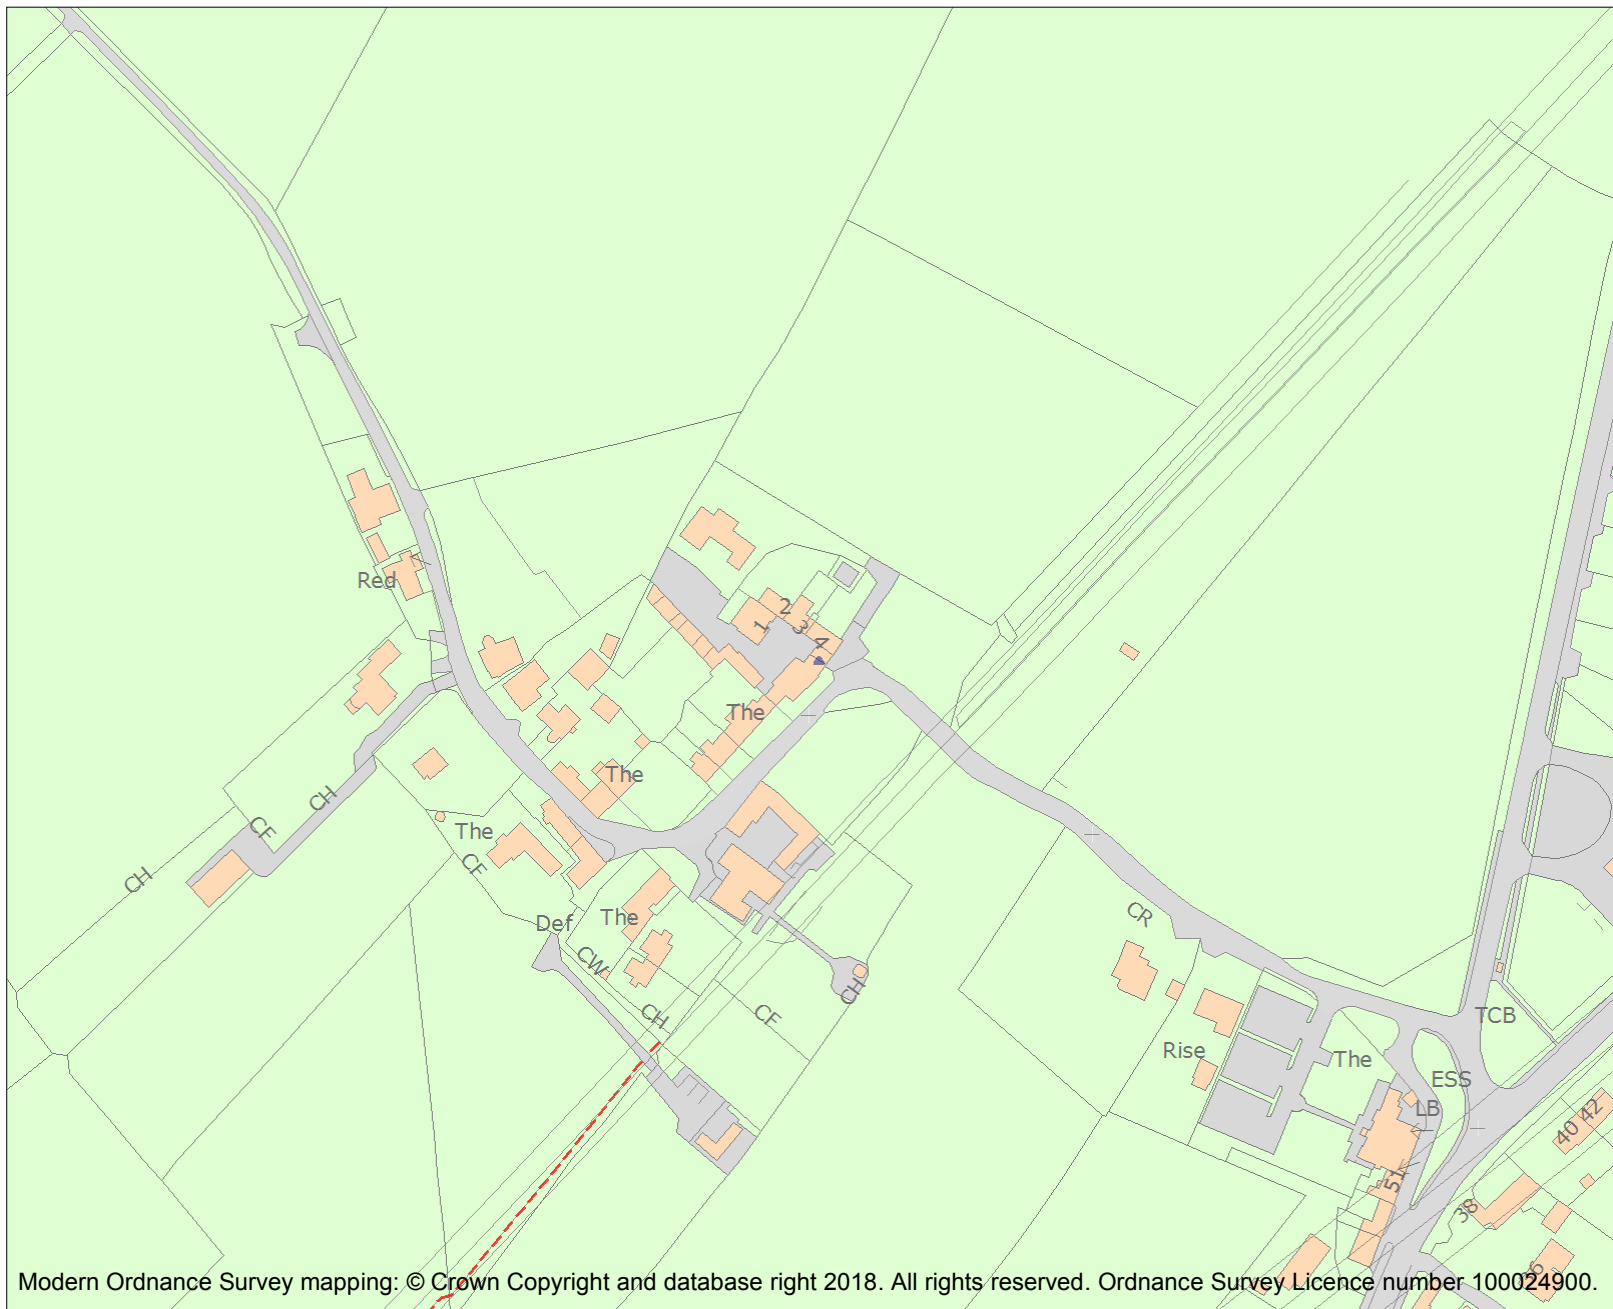 Red
2
1
3
4
The
The
CH
CF
The
CF
CH
Def
The
CW
CH
CF
CH
CR
TCB
Rise
The
ESS
LB
40 42
51
38
Modern Ordnance Survey mapping: © Crown Copyright and database right 2018. All rights reserved. Ordnance Survey Licence number 100024900.